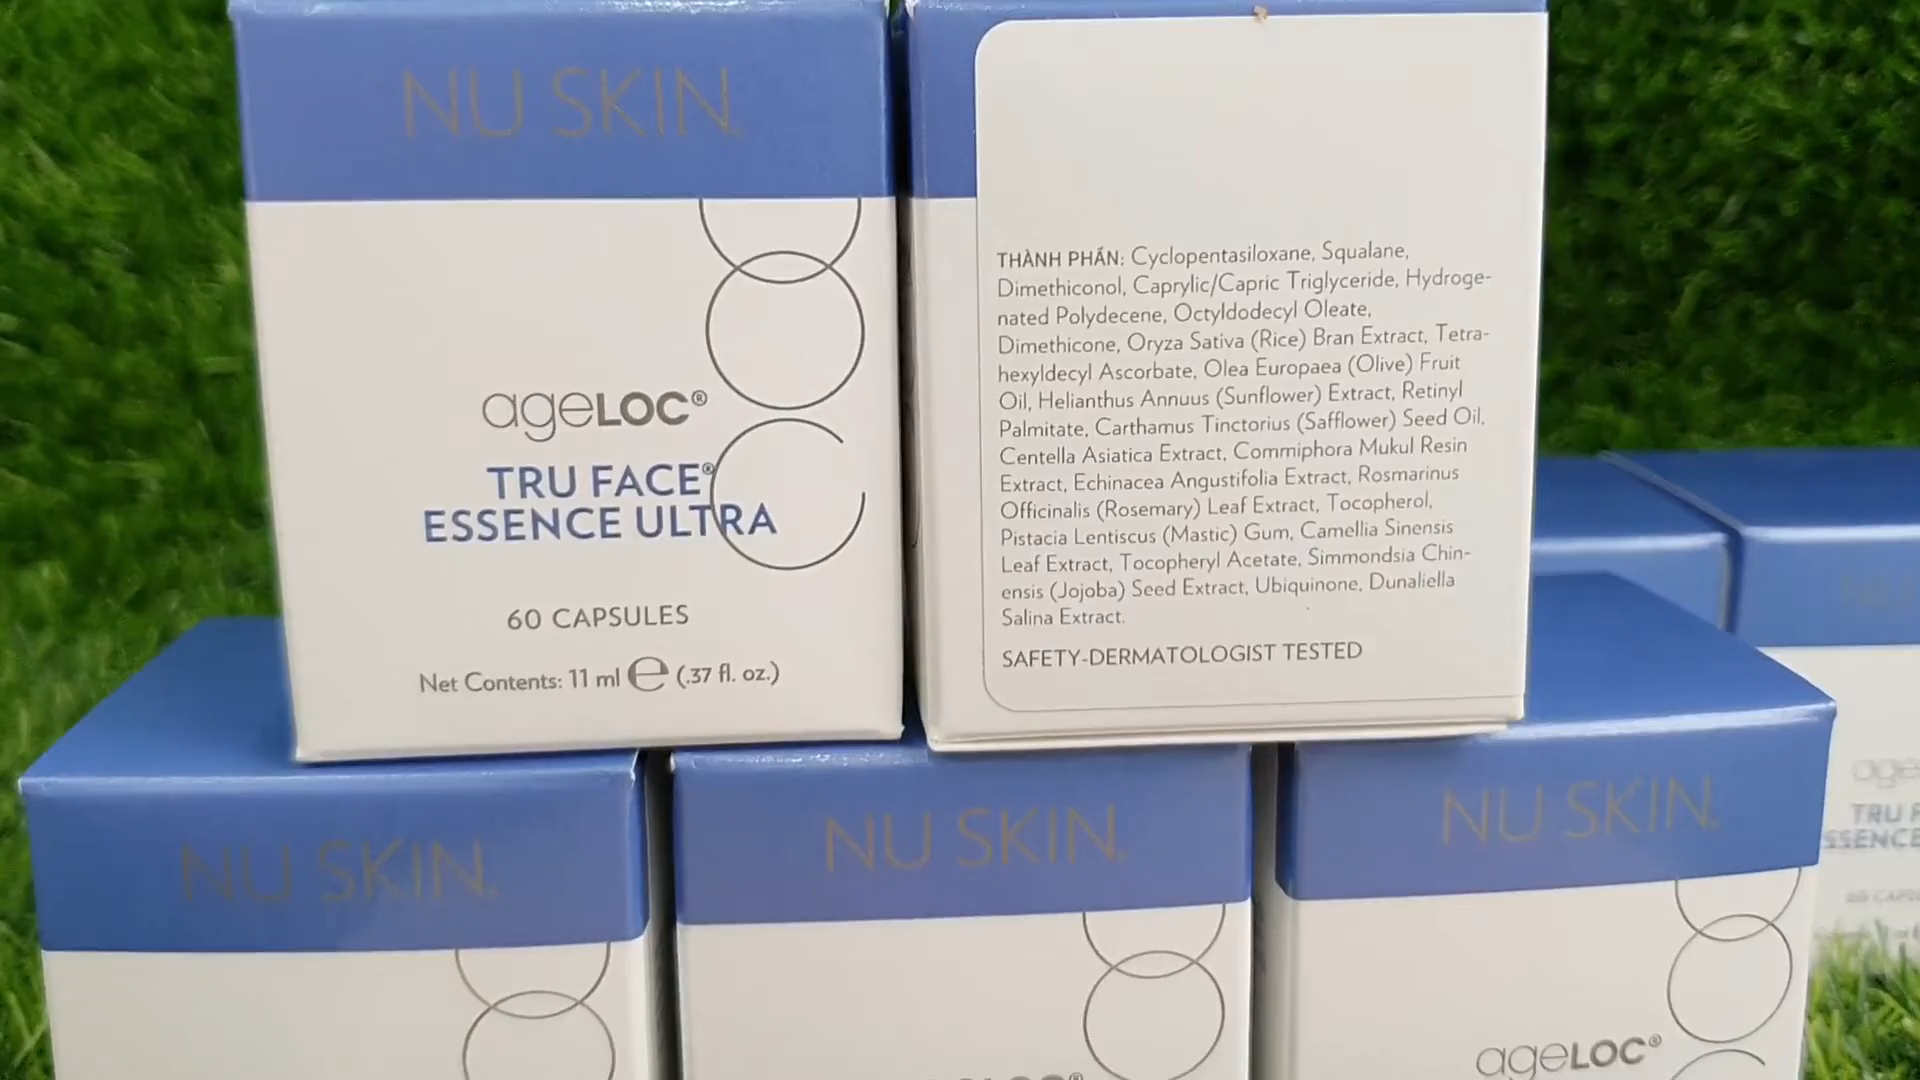 NU SKIN.
ageLOC®
TRU FACE®
ESSENCE ULTRA
60 CAPSULES
Net Contents: 11 ml ℮ (.37 fl. oz.)
THÀNH PHẦN: Cyclopentasiloxane, Squalane,
Dimethiconol, Caprylic/Capric Triglyceride, Hydroge-
nated Polydecene, Octyldodecyl Oleate,
Dimethicone, Oryza Sativa (Rice) Bran Extract, Tetra-
hexyldecyl Ascorbate, Olea Europaea (Olive) Fruit
Oil, Helianthus Annuus (Sunflower) Extract, Retinyl
Palmitate, Carthamus Tinctorius (Safflower) Seed Oil,
Centella Asiatica Extract, Commiphora Mukul Resin
Extract, Echinacea Angustifolia Extract, Rosmarinus
Officinalis (Rosemary) Leaf Extract, Tocopherol,
Pistacia Lentiscus (Mastic) Gum, Camellia Sinensis
Leaf Extract, Tocopheryl Acetate, Simmondsia Chin-
ensis (Jojoba) Seed Extract, Ubiquinone, Dunaliella
Salina Extract.
SAFETY-DERMATOLOGIST TESTED
NU SKIN.
NU SKIN.
NU SKIN.
ageLOC®
TRU